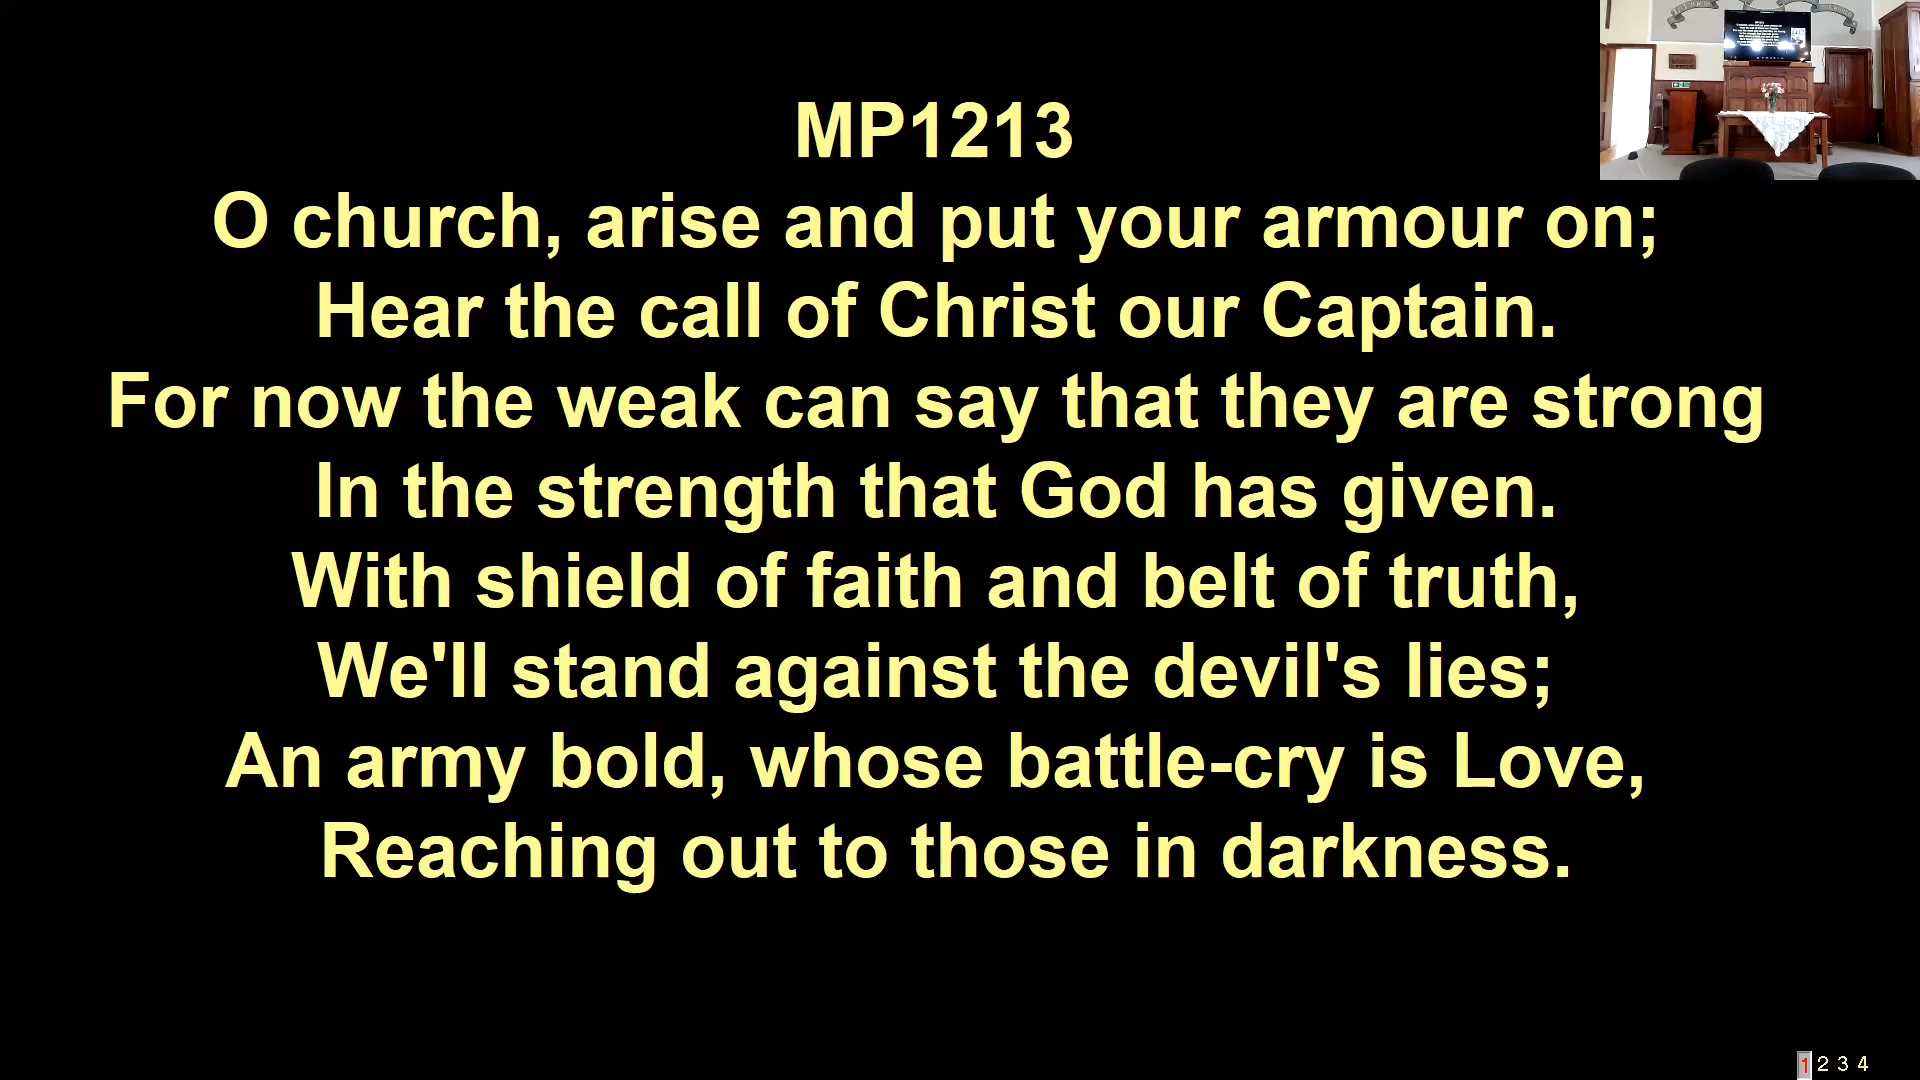 MP1213
O church, arise and put your armour on;
Hear the call of Christ our Captain.
For now the weak can say that they are strong
In the strength that God has given.
With shield of faith and belt of truth,
We'll stand against the devil's lies;
An army bold, whose battle-cry is Love,
Reaching out to those in darkness.
1 2 3 4